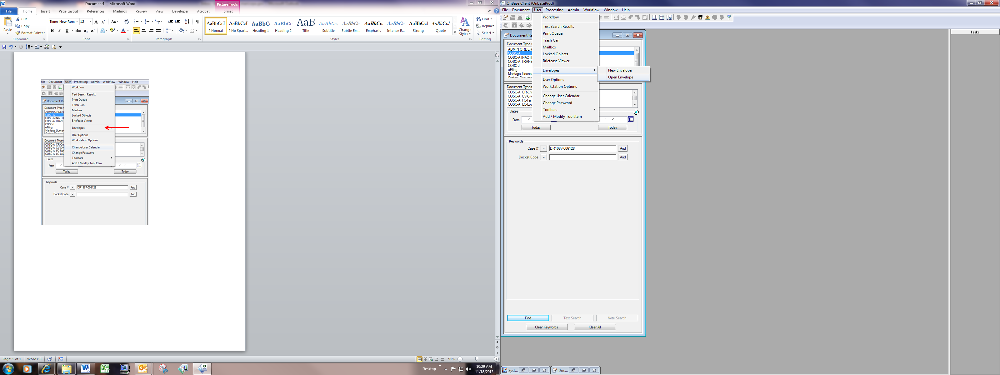 Document1 - Microsoft Word
Picture Tools
File Home Insert Page Layout References Mailings Review View Developer Acrobat Format
Paste
Cut
Copy
Format Painter
Clipboard
Times New Rom 12
Font
Paragraph
AaBbCcI AaBbCcI AaBbC AaBbCc AaB AaBbCc. AaBbCc. AaBbCc. AaBbCc. AaBbCcI AaBbCcL
¶ Normal ¶ No Spaci... Heading 1 Heading 2 Title Subtitle Subtle Em... Emphasis Intense E... Strong Quote
Styles
Change Styles
Find
Replace
Select
Editing
File Document User Processing Admin Workflow Window Help
Workflow
Text Search Results
Print Queue
Trash Can
Mailbox
Locked Objects
Briefcase Viewer
Envelopes
User Options
Workstation Options
Change User Calendar
Change Password
Toolbars
Add / Modify Tool Item
Document Re
Document Type
ADMIN ORDER
COSC-A
COSC-A INACTI
COSC-A TRANS
COSC-J
eFiling
Marriage License
Document Types
COSC-A CR-Cri
COSC-A CV-Civ
COSC-A FC-Far
COSC-A LC-Low
Dates
From / / /
Today Today
Keywords
Case # = DR1987-006128 And
Docket Code = And
Page: 1 of 1 Words: 0
91%
Desktop
10:29 AM
11/18/2013
OnBase Client (OnbaseProd)
File Document User Processing Admin Workflow Window Help
Workflow
Text Search Results
Print Queue
Trash Can
Mailbox
Locked Objects
Briefcase Viewer
Envelopes
New Envelope
Open Envelope
User Options
Workstation Options
Change User Calendar
Change Password
Toolbars
Add / Modify Tool Item
Document Re
Document Type
ADMIN ORDER
COSC-A
COSC-A INACTI
COSC-A TRANS
COSC-J
eFiling
Marriage License
Document Types
COSC-A CR-Cri
COSC-A CV-Civ
COSC-A FC-Far
COSC-A LC-Low
Dates
From / / /
Today Today
Keywords
Case # = DR1987-006128 And
Docket Code = And
Find Text Search Note Search
Clear Keywords Clear All
Tasks
Syst... Doc...